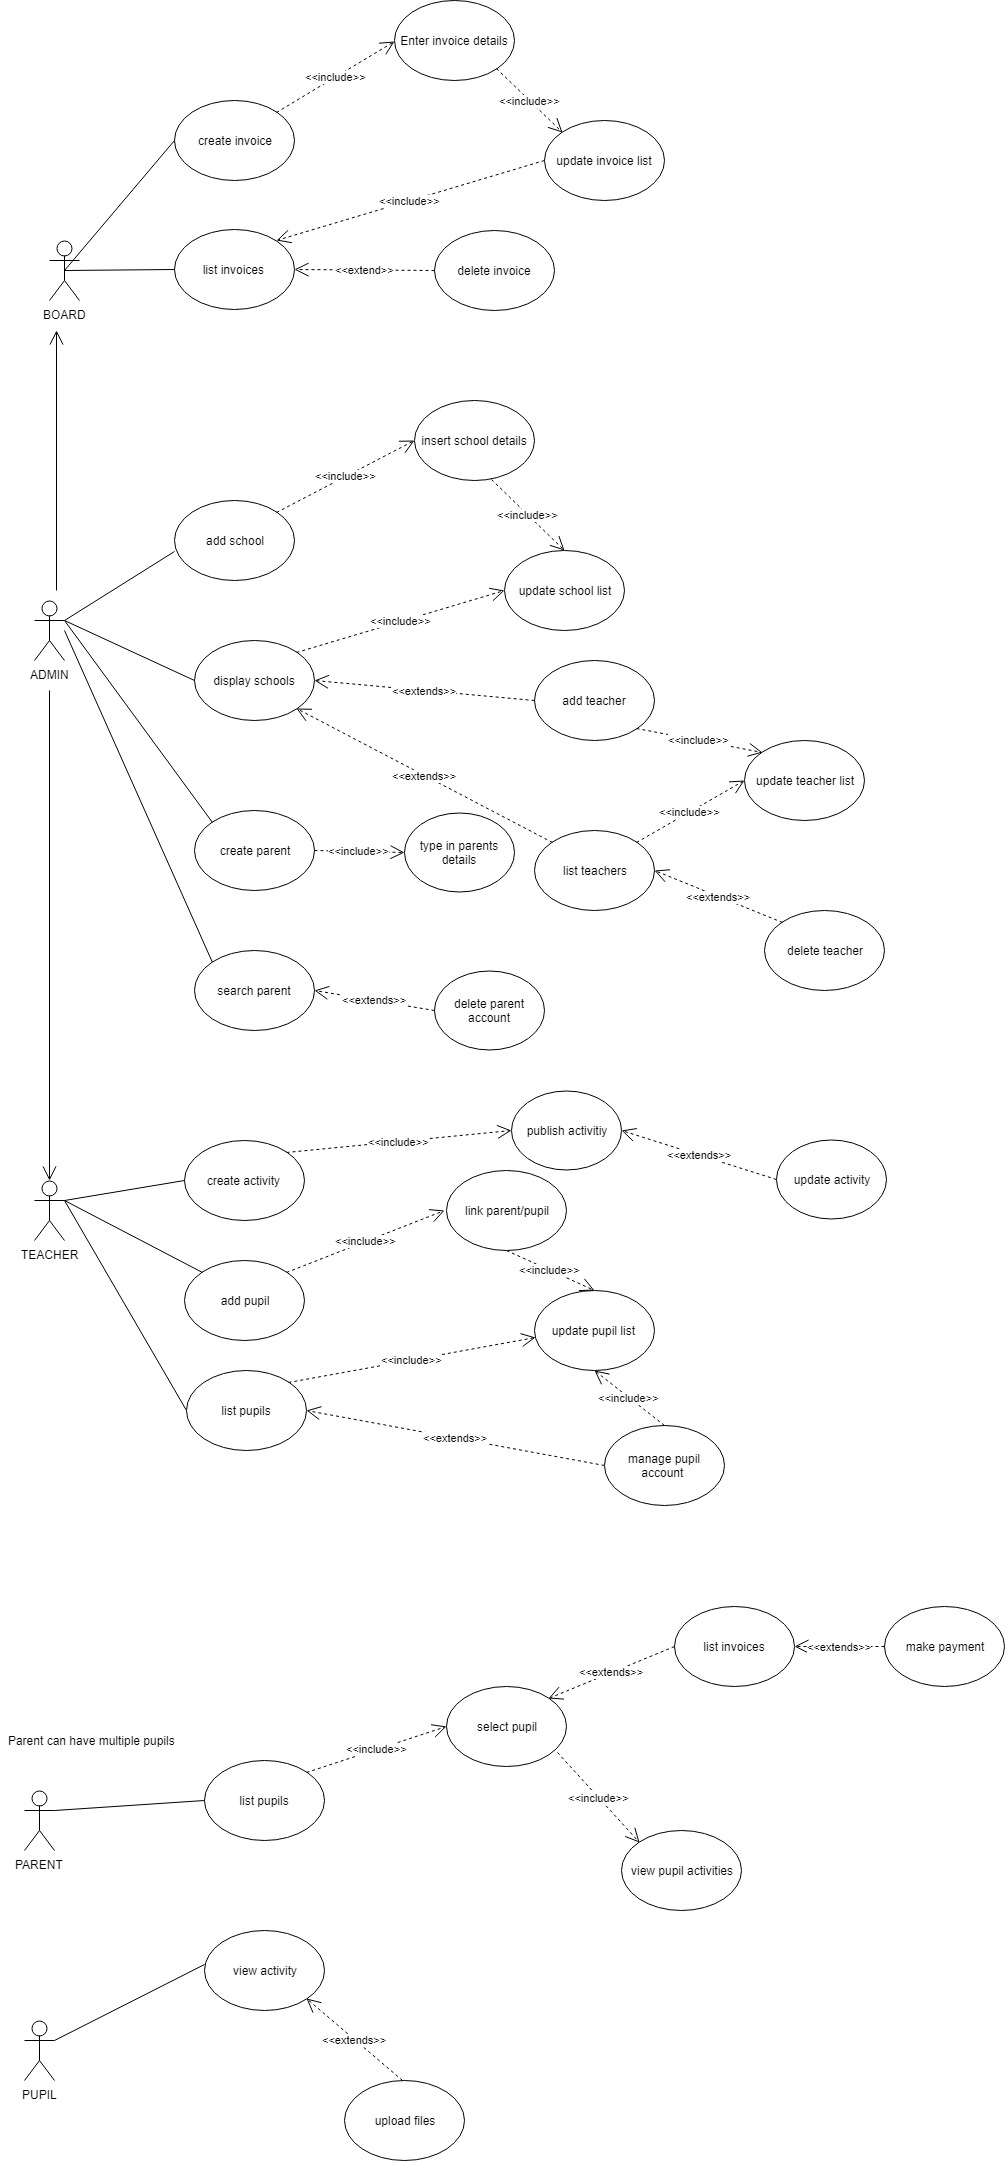 Enter invoice details
<<include>>
<<include>>
create invoice
update invoice list
<<include>>
list invoices
<<extend>>
delete invoice
BOARD
insert school details
<<include>>
<<include>>
add school
update school list
<<include>>
ADMIN
display schools
<<extends>>
add teacher
<<include>>
update teacher list
<<extends>>
<<include>>
create parent
<<include>>
type in parents
details
list teachers
<<extends>>
delete teacher
search parent
<<extends>>
delete parent
account
publish activitiy
<<include>>
<<extends>>
create activity
update activity
link parent/pupil
<<include>>
TEACHER
<<include>>
add pupil
update pupil list
<<include>>
<<include>>
list pupils
<<extends>>
manage pupil
account
list invoices
<<extends>>
make payment
<<extends>>
select pupil
Parent can have multiple pupils
<<include>>
list pupils
<<include>>
PARENT
view pupil activities
view activity
<<extends>>
PUPIL
upload files